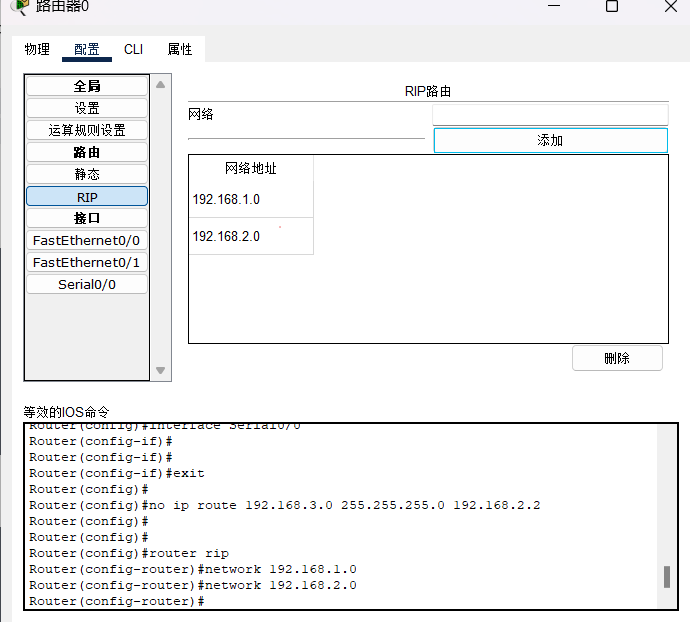 路由器0
物理 配置 CLI 属性
全局
设置
运算规则设置
路由
静态
RIP
接口
FastEthernet0/0
FastEthernet0/1
Serial0/0
RIP路由
网络
添加
网络地址
192.168.1.0
192.168.2.0
删除
等效的IOS命令
Router(config)#interface Serial0/0
Router(config-if)#
Router(config-if)#
Router(config-if)#exit
Router(config)#
Router(config)#no ip route 192.168.3.0 255.255.255.0 192.168.2.2
Router(config)#
Router(config)#
Router(config)#router rip
Router(config-router)#network 192.168.1.0
Router(config-router)#network 192.168.2.0
Router(config-router)#